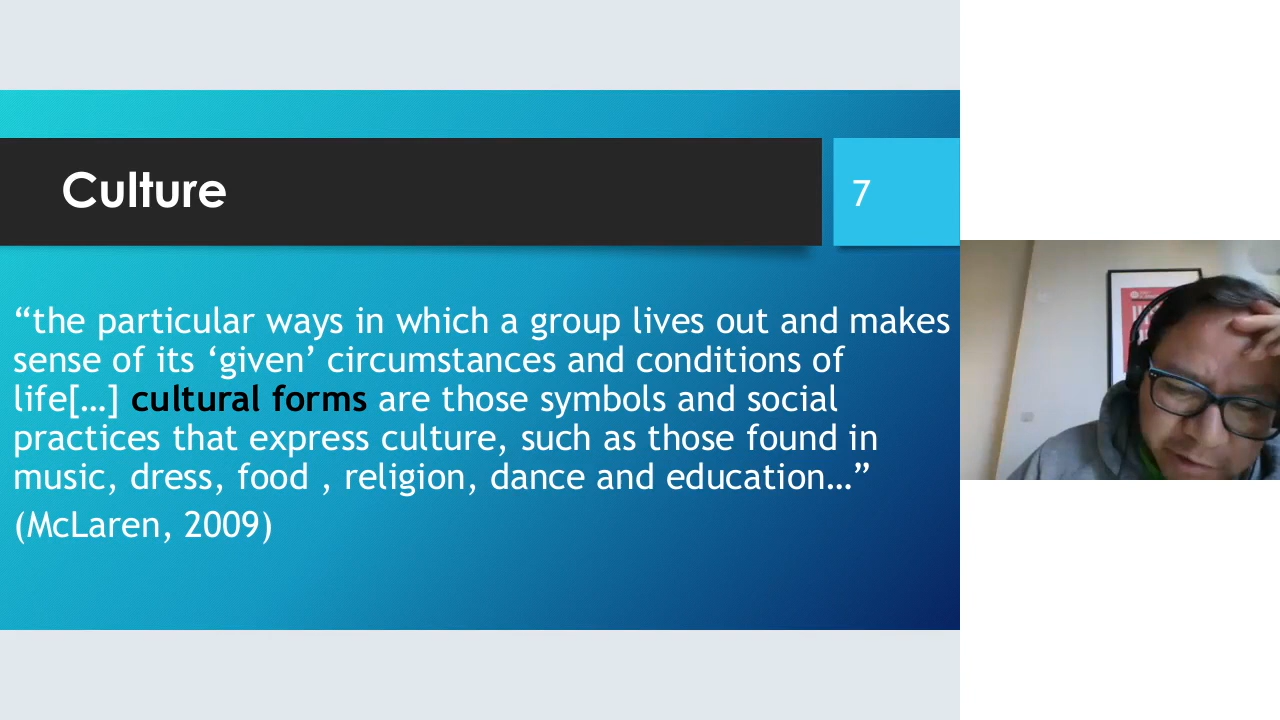 Culture
7
“the particular ways in which a group lives out and makes
sense of its ‘given’ circumstances and conditions of
life[…] cultural forms are those symbols and social
practices that express culture, such as those found in
music, dress, food , religion, dance and education…”
(McLaren, 2009)